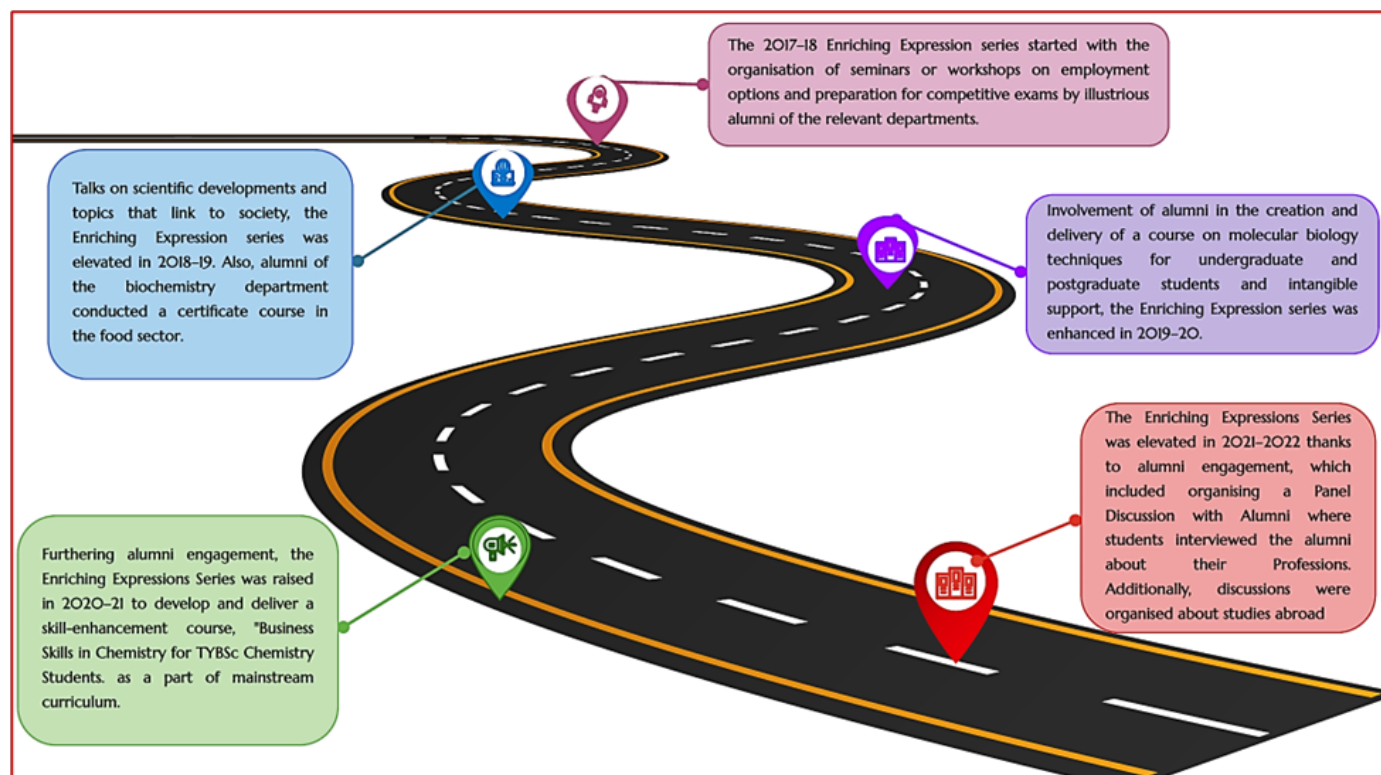 The 2017–18 Enriching Expression series started with the
organisation of seminars or workshops on employment
options and preparation for competitive exams by illustrious
alumni of the relevant departments.
Talks on scientific developments and
topics that link to society, the
Enriching Expression series was
elevated in 2018–19. Also, alumni of
the biochemistry department
conducted a certificate course in
the food sector.
Involvement of alumni in the creation and
delivery of a course on molecular biology
techniques for undergraduate and
postgraduate students and intangible
support, the Enriching Expression series was
enhanced in 2019–20.
Furthering alumni engagement, the
Enriching Expressions Series was raised
in 2020–21 to develop and deliver a
skill-enhancement course, "Business
Skills in Chemistry for TYBSc Chemistry
Students. as a part of mainstream
curriculum.
The Enriching Expressions Series
was elevated in 2021–2022 thanks
to alumni engagement, which
included organising a Panel
Discussion with Alumni where
students interviewed the alumni
about their Professions.
Additionally, discussions were
organised about studies abroad